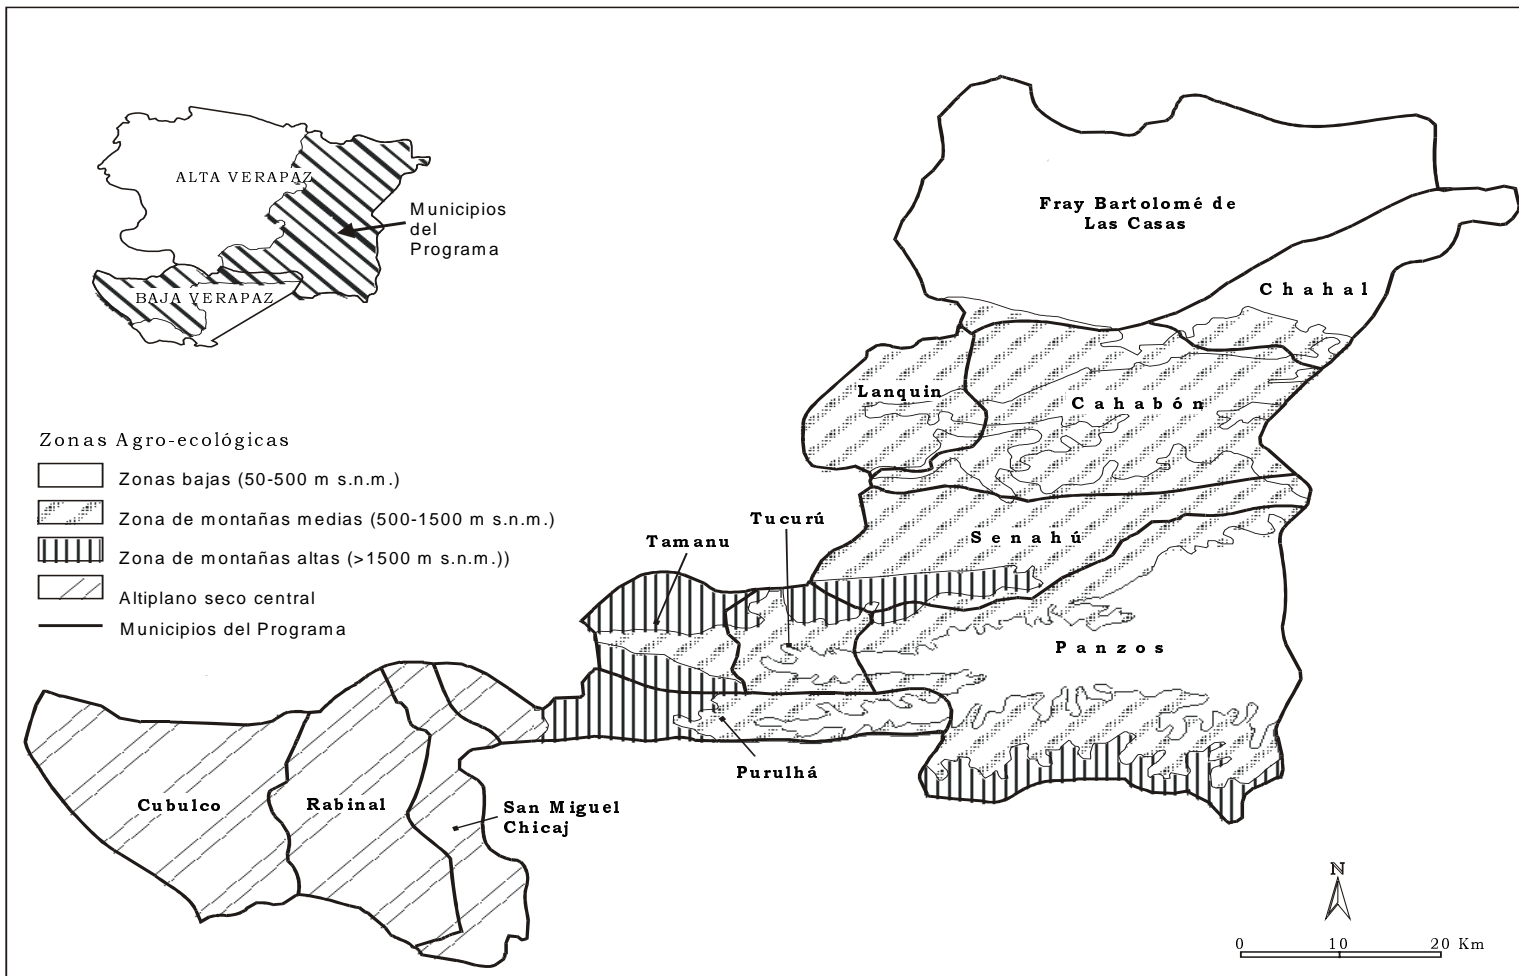 ALTA VERAPAZ
Municipios
del
Programa
BAJA VERAPAZ
Fray Bartolomé de
Las Casas
Chahal
Lanquin
Cahabón
Zonas Agro-ecológicas
Zonas bajas (50-500 m s.n.m.)
Zona de montañas medias (500-1500 m s.n.m.)
Zona de montañas altas (>1500 m s.n.m.))
Altiplano seco central
Municipios del Programa
Tucurú
Tamanu
Senahú
Panzos
Purulhá
Cubulco
Rabinal
San Miguel
Chicaj
N
0 10 20 Km